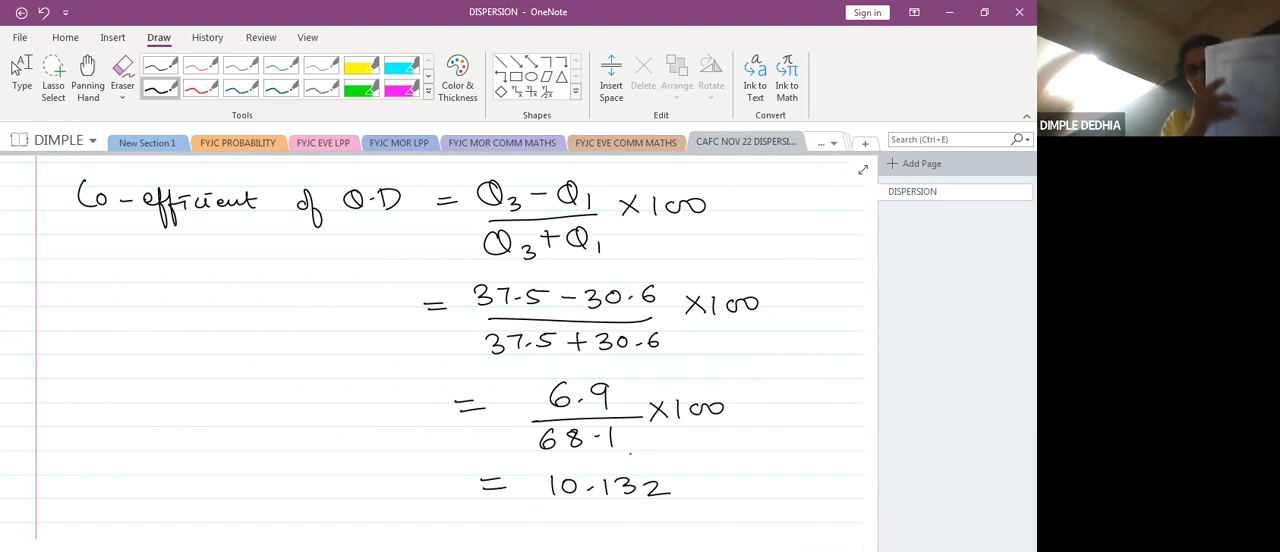 DISPERSION - OneNote
Sign in
File Home Insert Draw History Review View
Type
Lasso Select
Panning Hand
Eraser
Color & Thickness
Insert Space
Delete
Arrange
Rotate
Ink to Text
Ink to Math
Tools
Shapes
Edit
Convert
DIMPLE DEDHIA
DIMPLE
New Section 1
FYJC PROBABILITY
FYJC EVE LPP
FYJC MOR LPP
FYJC MOR COMM MATHS
FYJC EVE COMM MATHS
CAFC NOV 22 DISPERSI...
Search (Ctrl+E)
Add Page
DISPERSION
Co-efficient of Q.D = Q₃ - Q₁ / Q₃ + Q₁ × 100
= 37.5 - 30.6 / 37.5 + 30.6 × 100
= 6.9 / 68.1 × 100
= 10.132